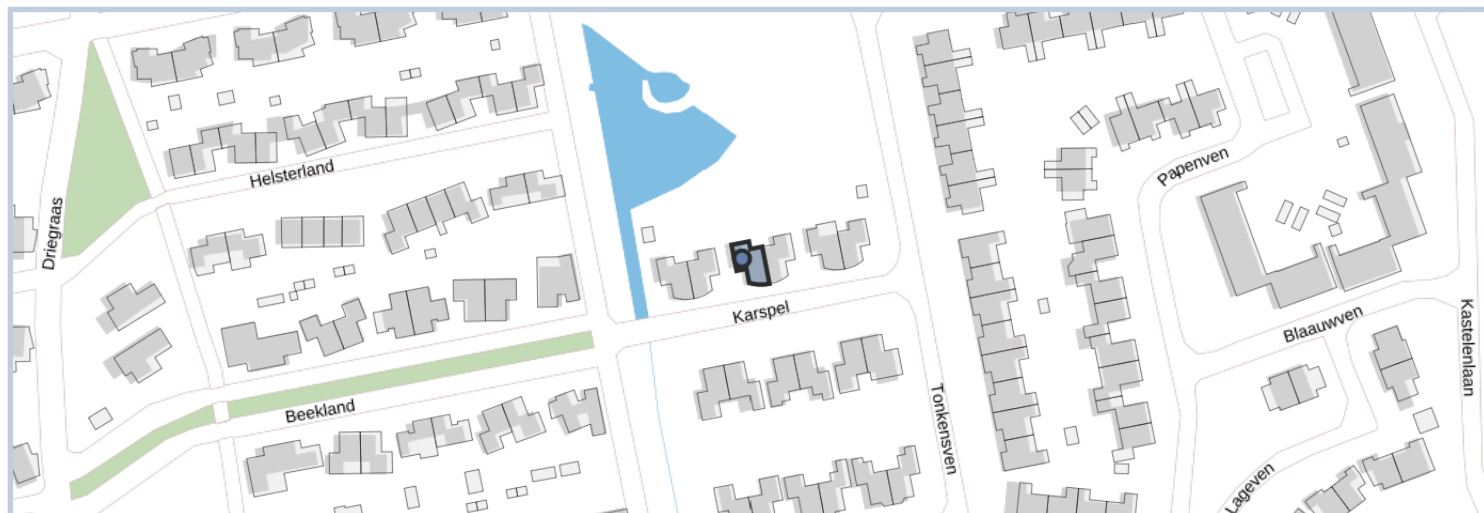 Helsterland
Papenven
Driegraas
Karspel
Blaauwven
Kastelenlaan
Beekland
Tonkensven
Lageven